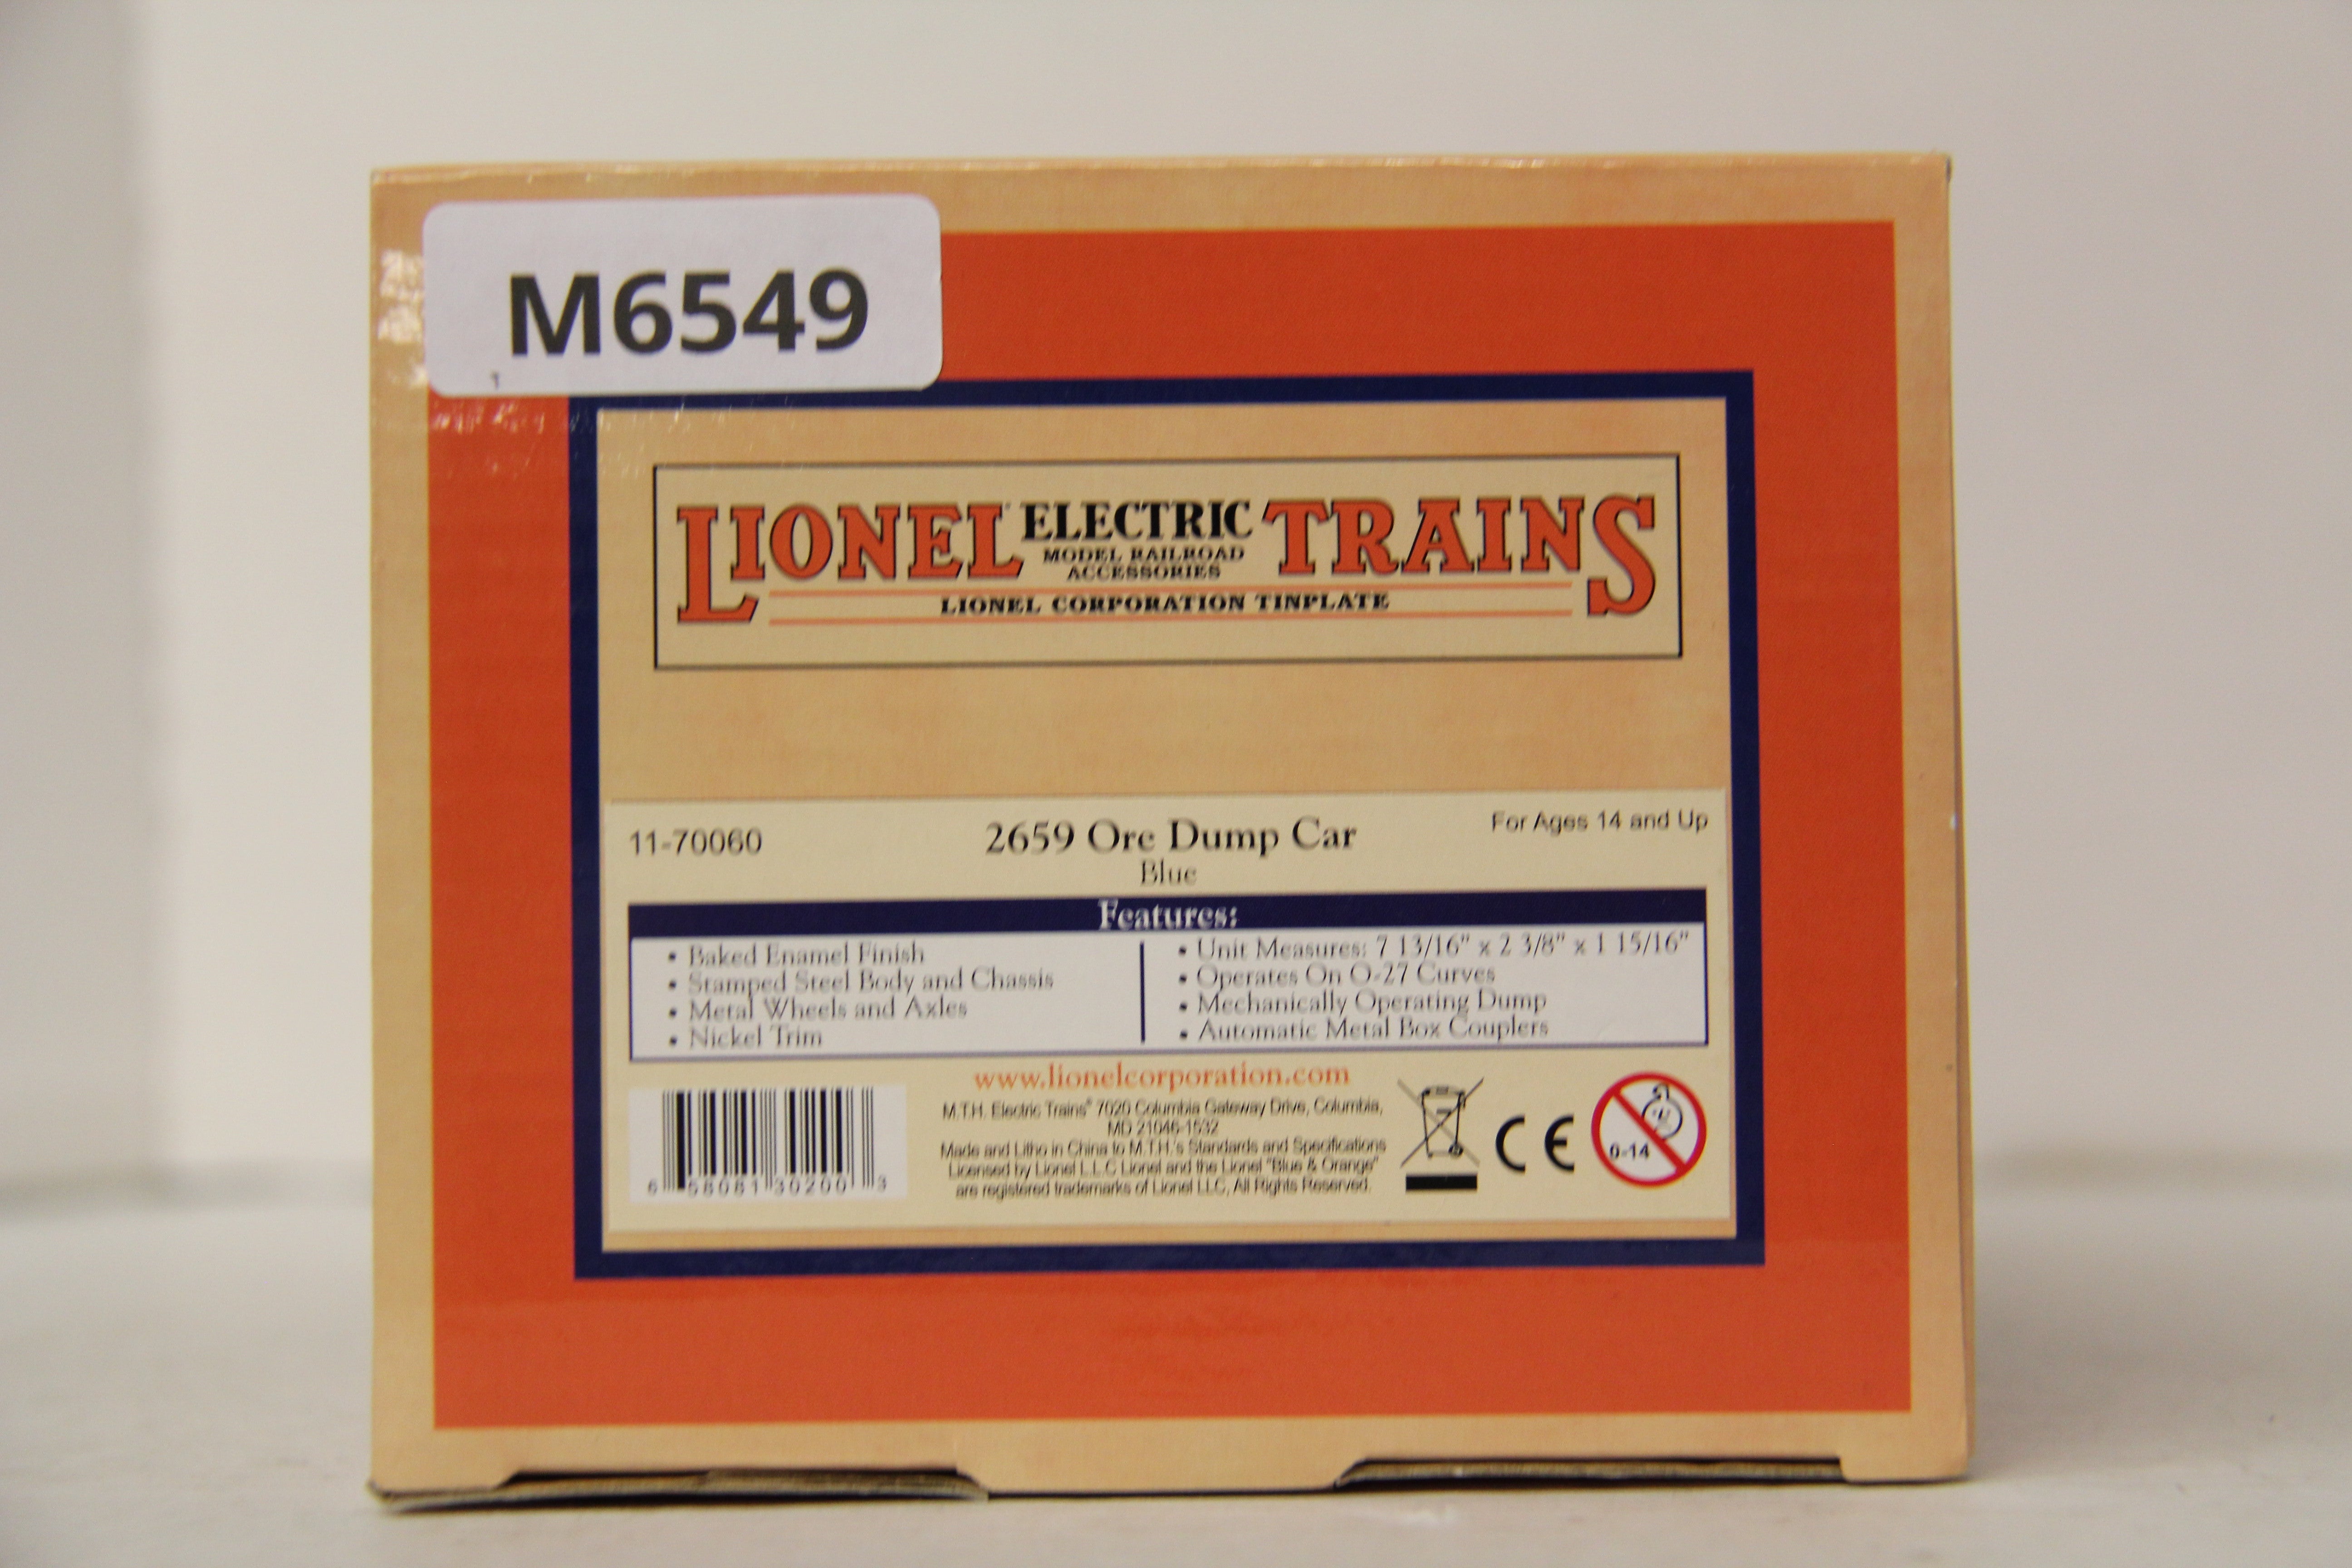 M6549
LIONEL ELECTRIC TRAINS
MODEL RAILROAD
ACCESSORIES
LIONEL CORPORATION TINPLATE
11-70060
2659 Ore Dump Car
For Ages 14 and Up
Blue
Features:
• Baked Enamel Finish
• Stamped Steel Body and Chassis
• Metal Wheels and Axles
• Nickel Trim
• Unit Measures: 7 13/16" x 2 3/8" x 1 15/16"
• Operates On O-27 Curves
• Mechanically Operating Dump
• Automatic Metal Box Couplers
www.lionelcorporation.com
M.T.H. Electric Trains® 7020 Columbia Gateway Drive, Columbia,
MD 21046-1532
Made and Litho in China to M.T.H.'s Standards and Specifications
Licensed by Lionel L.L.C Lionel and the Lionel "Blue & Orange"
are registered trademarks of Lionel LLC, All Rights Reserved.
6 58081 30200 3
CE
0-14